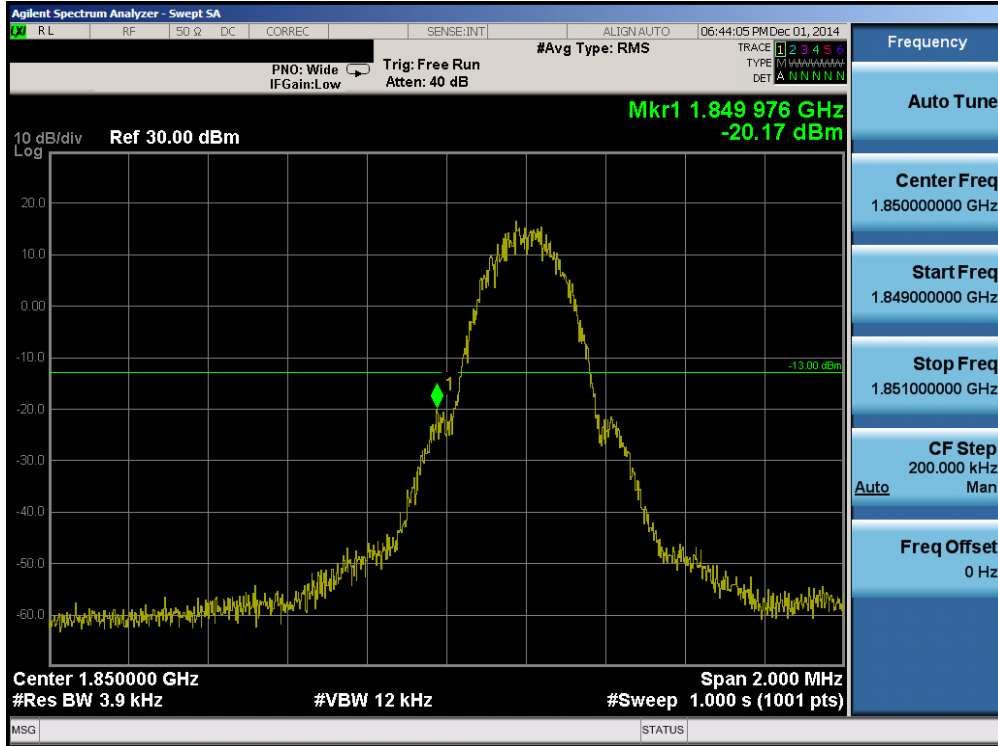 Agilent Spectrum Analyzer - Swept SA
LXI RL RF 50 Ω DC CORREC SENSE:INT ALIGNAUTO 06:44:05 PM Dec 01, 2014
#Avg Type: RMS
TRACE 1 2 3 4 5 6
PNO: Wide Trig: Free Run
TYPE M
IFGain:Low Atten: 40 dB
DET A N N N N N
Mkr1 1.849 976 GHz
-20.17 dBm
10 dB/div Ref 30.00 dBm
Log
20.0
10.0
0.00
-10.0
-13.00 dBm
1
-20.0
-30.0
-40.0
-50.0
-60.0
Center 1.850000 GHz Span 2.000 MHz
#Res BW 3.9 kHz #VBW 12 kHz #Sweep 1.000 s (1001 pts)
MSG STATUS
Frequency
Auto Tune
Center Freq
1.850000000 GHz
Start Freq
1.849000000 GHz
Stop Freq
1.851000000 GHz
CF Step
200.000 kHz
Auto Man
Freq Offset
0 Hz